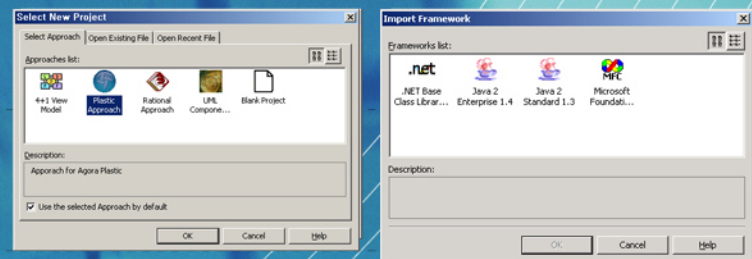 Select New Project
Select Approach
Open Existing File
Open Recent File
Approaches list:
4+1 View
Model
Plastic
Approach
Rational
Approach
UML
Compone...
Blank Project
Description:
Apporach for Agora Plastic
Use the selected Approach by default
OK
Cancel
Help
Import Framework
Frameworks list:
.net
.NET Base
Class Librar...
Java 2
Enterprise 1.4
Java 2
Standard 1.3
MFC
Microsoft
Foundati...
Description:
OK
Cancel
Help